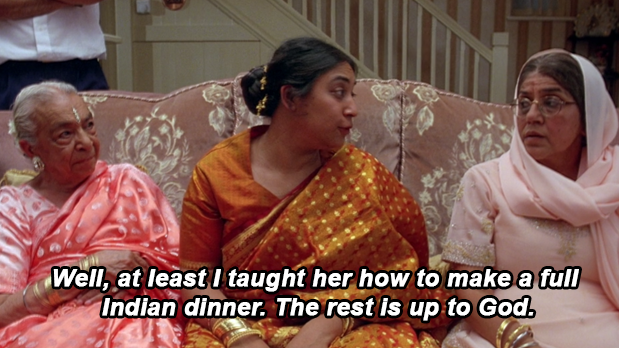 Well, at least I taught her how to make a full
Indian dinner. The rest is up to God.